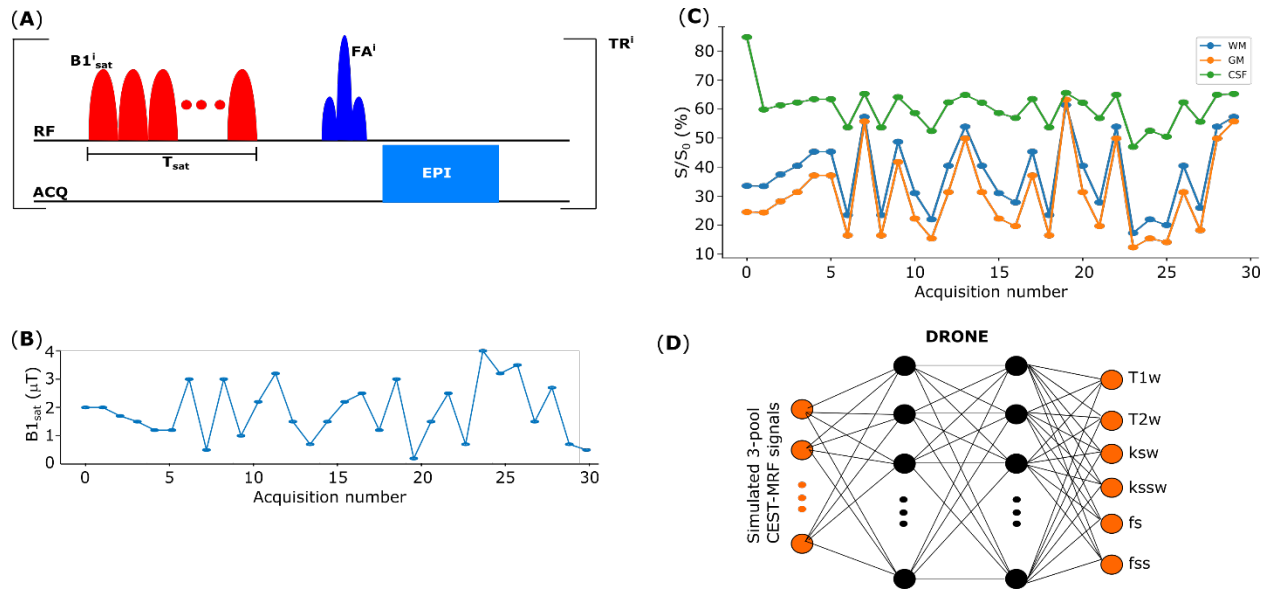 (A)
B1ⁱsat
FAⁱ
TRⁱ
RF
Tsat
ACQ
EPI
(B)
B1sat (μT)
4
3
2
1
0
0 5 10 15 20 25 30
Acquisition number
(C)
S/S0 (%)
80
70
60
50
40
30
20
10
WM
GM
CSF
0 5 10 15 20 25 30
Acquisition number
(D)
DRONE
Simulated 3-pool
CEST-MRF signals
T1w
T2w
ksw
kssw
fs
fss